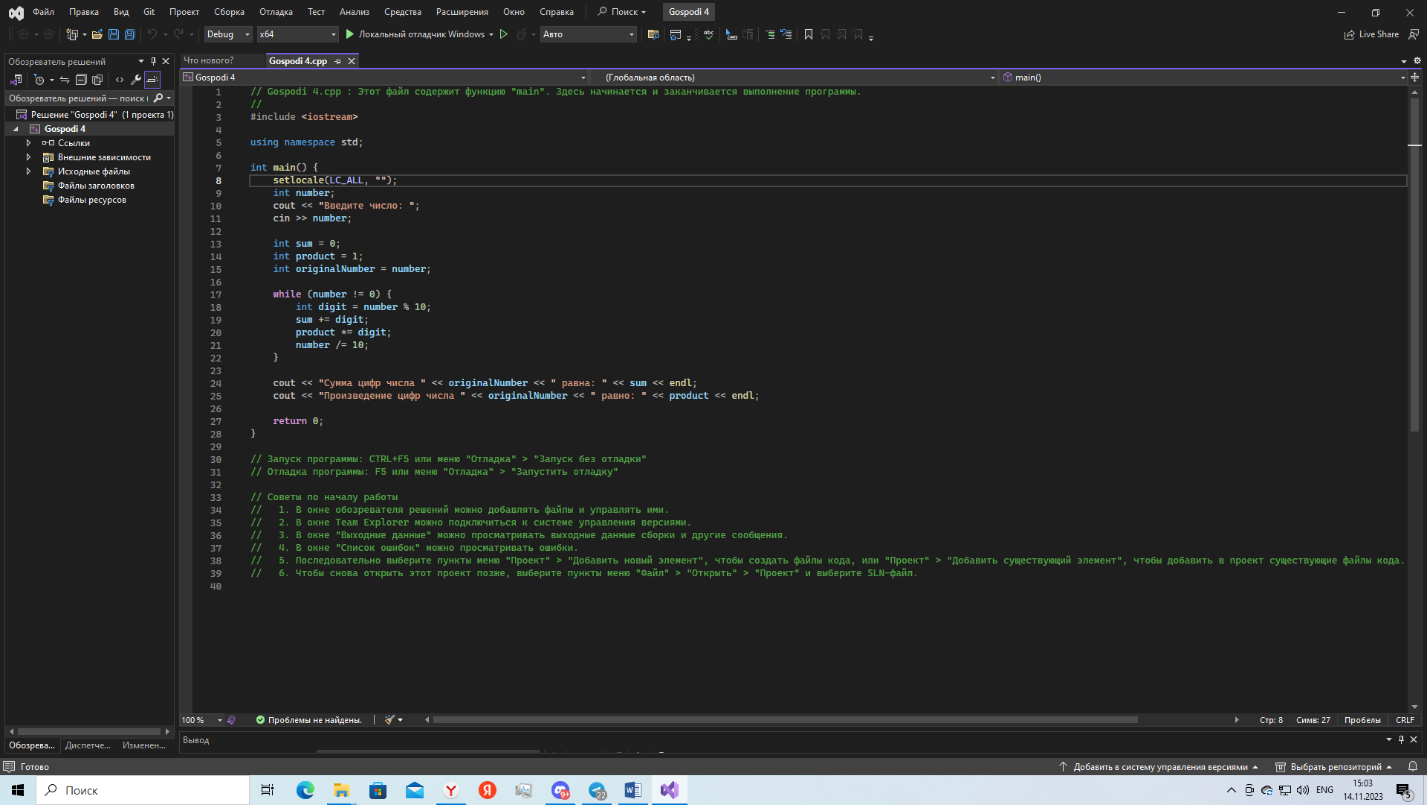 Файл Правка Вид Git Проект Сборка Отладка Тест Анализ Средства Расширения Окно Справка Поиск Gospodi 4
Debug x64 Локальный отладчик Windows Авто Live Share
Обозреватель решений
Обозреватель решений — поиск
Решение "Gospodi 4" (1 проекта 1)
Gospodi 4
Ссылки
Внешние зависимости
Исходные файлы
Файлы заголовков
Файлы ресурсов
Обозрева... Диспетче... Изменен...
Что нового? Gospodi 4.cpp
Gospodi 4 (Глобальная область) main()
1 // Gospodi 4.cpp : Этот файл содержит функцию "main". Здесь начинается и заканчивается выполнение программы.
2 //
3 #include <iostream>
4
5 using namespace std;
6
7 int main() {
8 setlocale(LC_ALL, "");
9 int number;
10 cout << "Введите число: ";
11 cin >> number;
12
13 int sum = 0;
14 int product = 1;
15 int originalNumber = number;
16
17 while (number != 0) {
18 int digit = number % 10;
19 sum += digit;
20 product *= digit;
21 number /= 10;
22 }
23
24 cout << "Сумма цифр числа " << originalNumber << " равна: " << sum << endl;
25 cout << "Произведение цифр числа " << originalNumber << " равно: " << product << endl;
26
27 return 0;
28 }
29
30 // Запуск программы: CTRL+F5 или меню "Отладка" > "Запуск без отладки"
31 // Отладка программы: F5 или меню "Отладка" > "Запустить отладку"
32
33 // Советы по началу работы
34 // 1. В окне обозревателя решений можно добавлять файлы и управлять ими.
35 // 2. В окне Team Explorer можно подключиться к системе управления версиями.
36 // 3. В окне "Выходные данные" можно просматривать выходные данные сборки и другие сообщения.
37 // 4. В окне "Список ошибок" можно просматривать ошибки.
38 // 5. Последовательно выберите пункты меню "Проект" > "Добавить новый элемент", чтобы создать файлы кода, или "Проект" > "Добавить существующий элемент", чтобы добавить в проект существующие файлы кода.
39 // 6. Чтобы снова открыть этот проект позже, выберите пункты меню "Файл" > "Открыть" > "Проект" и выберите SLN-файл.
40
100 % Проблемы не найдены. Стр: 8 Симв: 27 Пробелы CRLF
Вывод
Готово Добавить в систему управления версиями Выбрать репозиторий
Поиск ENG 15:03
14.11.2023